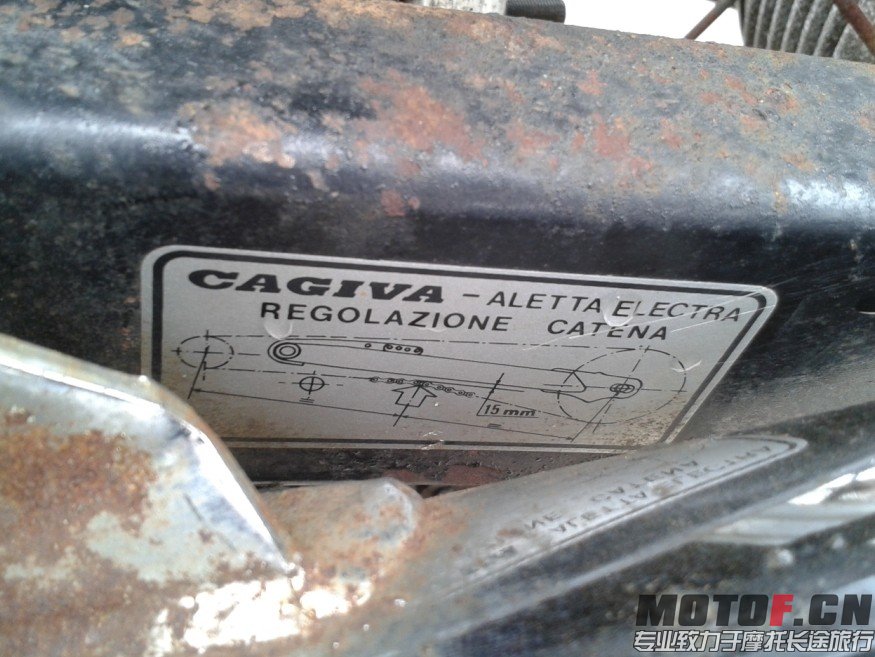 CAGIVA - ALETTA ELECTRA
REGOLAZIONE CATENA
15 mm
MOTOF.CN
专业致力于摩托长途旅行